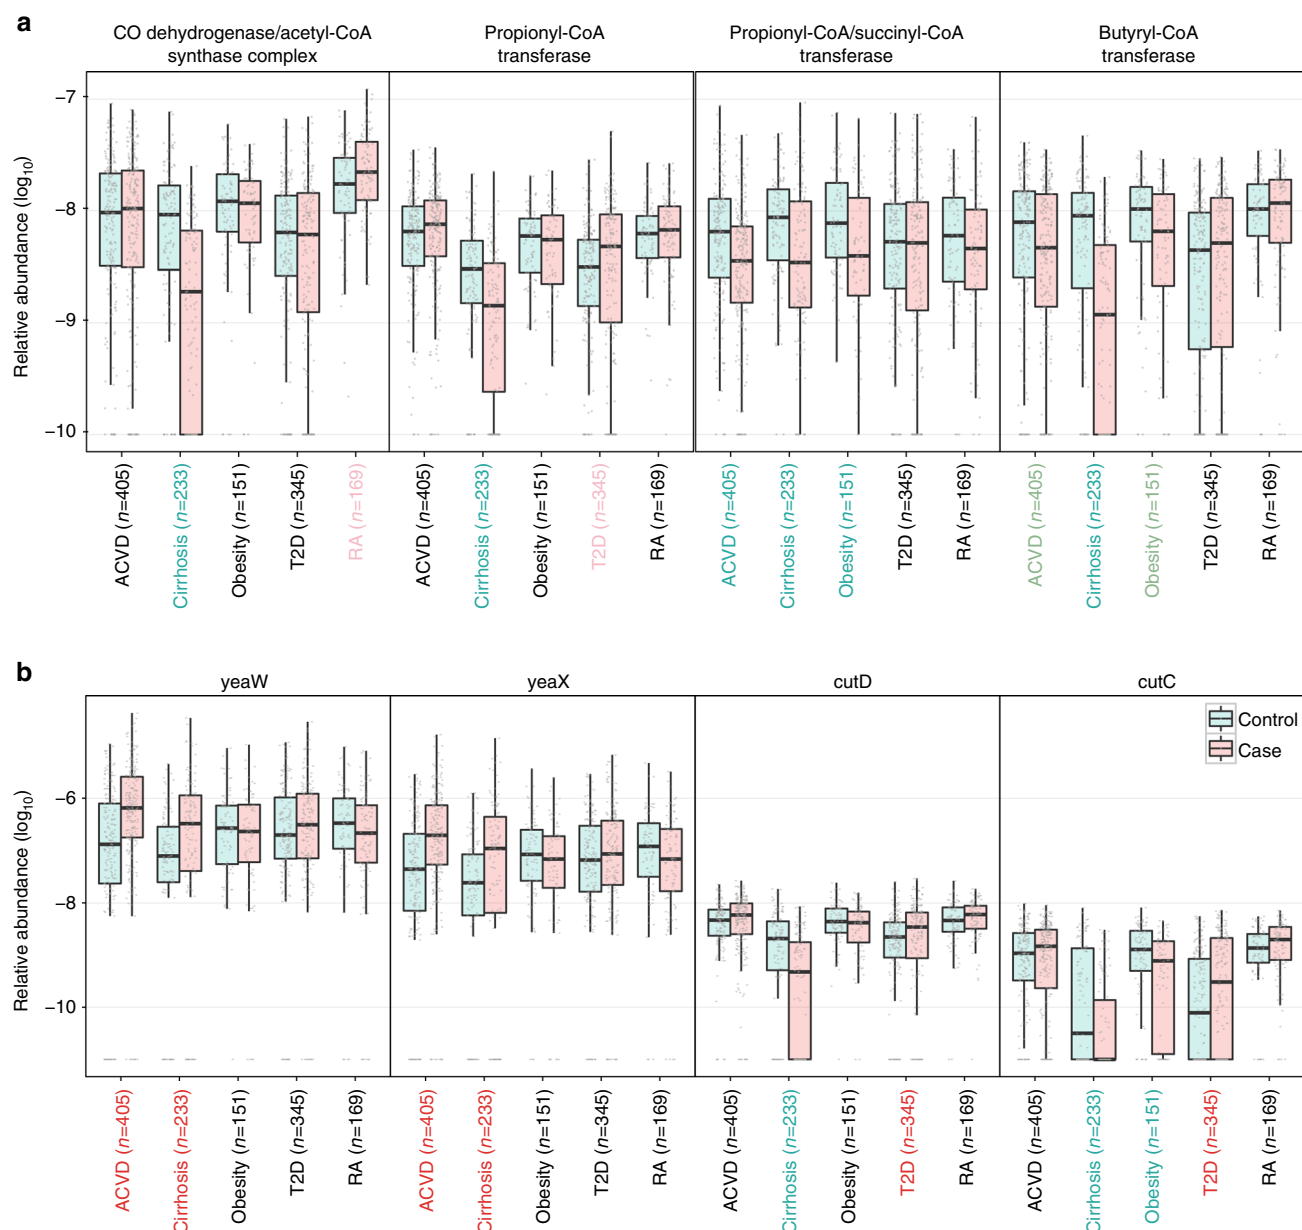 a
CO dehydrogenase/acetyl-CoA
synthase complex
Propionyl-CoA
transferase
Propionyl-CoA/succinyl-CoA
transferase
Butyryl-CoA
transferase
Relative abundance (log10)
−7
−8
−9
−10
ACVD (n=405)
Cirrhosis (n=233)
Obesity (n=151)
T2D (n=345)
RA (n=169)
ACVD (n=405)
Cirrhosis (n=233)
Obesity (n=151)
T2D (n=345)
RA (n=169)
ACVD (n=405)
Cirrhosis (n=233)
Obesity (n=151)
T2D (n=345)
RA (n=169)
ACVD (n=405)
Cirrhosis (n=233)
Obesity (n=151)
T2D (n=345)
RA (n=169)
b
yeaW
yeaX
cutD
cutC
Control
Case
Relative abundance (log10)
−6
−8
−10
ACVD (n=405)
Cirrhosis (n=233)
Obesity (n=151)
T2D (n=345)
RA (n=169)
ACVD (n=405)
Cirrhosis (n=233)
Obesity (n=151)
T2D (n=345)
RA (n=169)
ACVD (n=405)
Cirrhosis (n=233)
Obesity (n=151)
T2D (n=345)
RA (n=169)
ACVD (n=405)
Cirrhosis (n=233)
Obesity (n=151)
T2D (n=345)
RA (n=169)